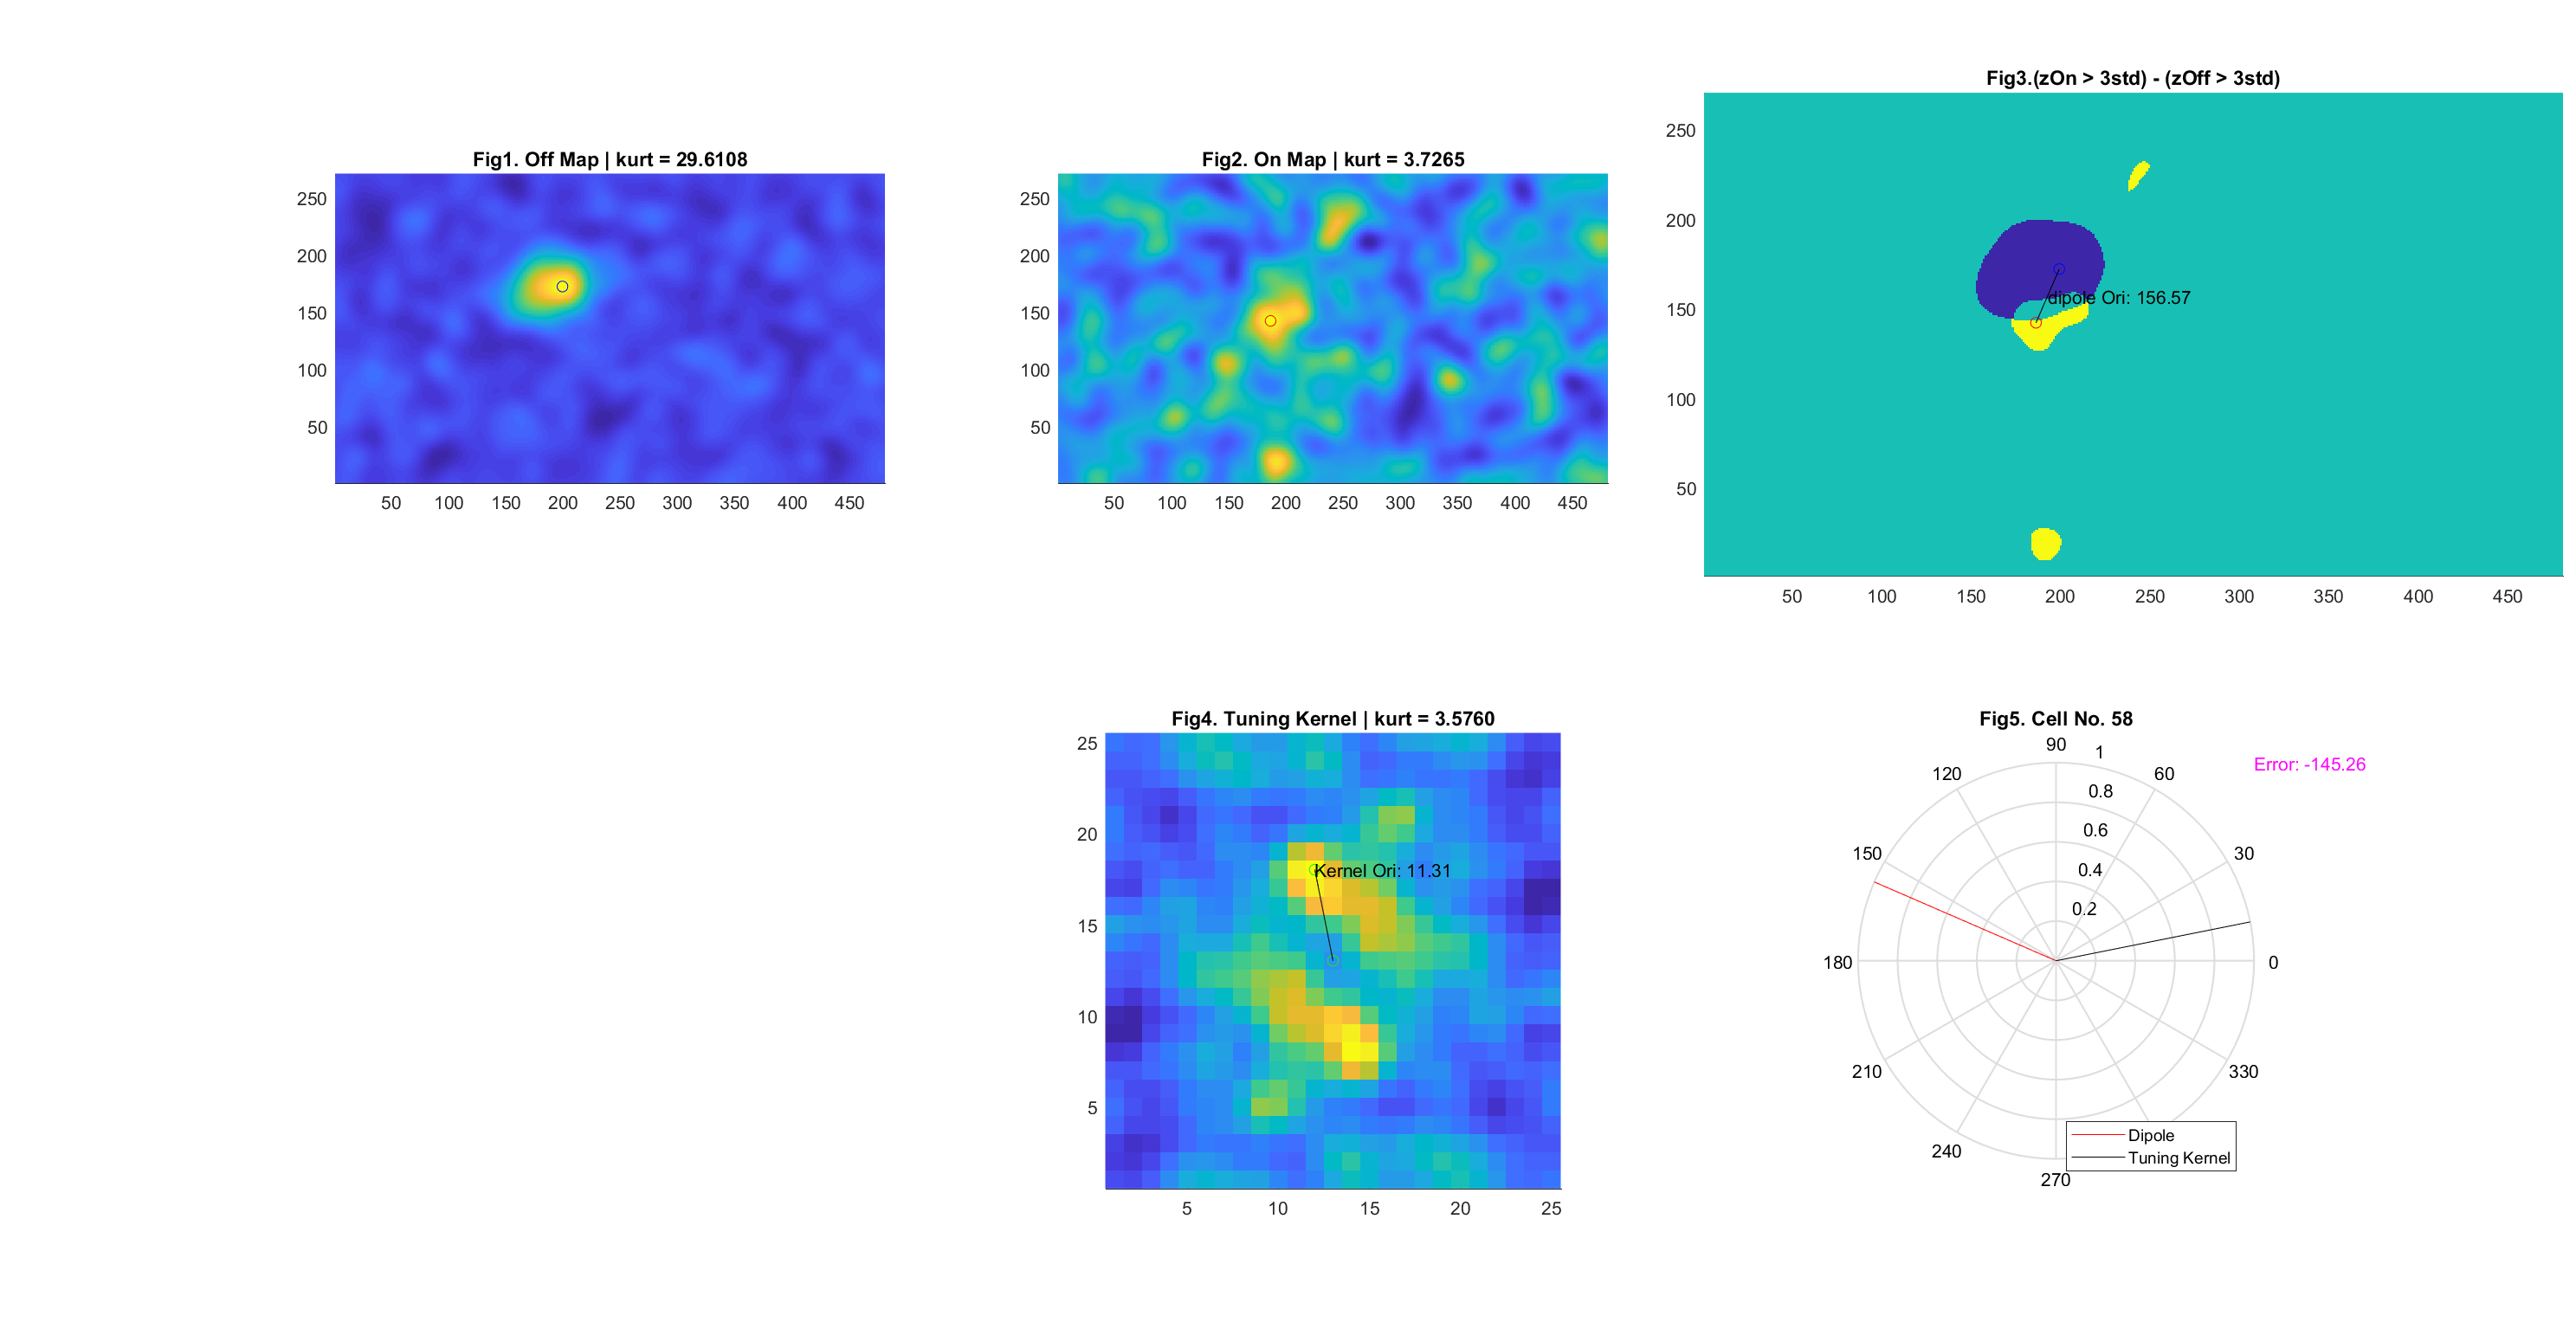 Fig1. Off Map | kurt = 29.6108
250
200
150
100
50
50 100 150 200 250 300 350 400 450
Fig2. On Map | kurt = 3.7265
250
200
150
100
50
50 100 150 200 250 300 350 400 450
Fig3.(zOn > 3std) - (zOff > 3std)
250
200
150
100
50
dipole Ori: 156.57
50 100 150 200 250 300 350 400 450
Fig4. Tuning Kernel | kurt = 3.5760
25
20
15
10
5
Kernel Ori: 11.31
5 10 15 20 25
Fig5. Cell No. 58
Error: -145.26
90
1
120
60
0.8
0.6
150
30
0.4
0.2
180
0
210
330
240
270
Dipole
Tuning Kernel